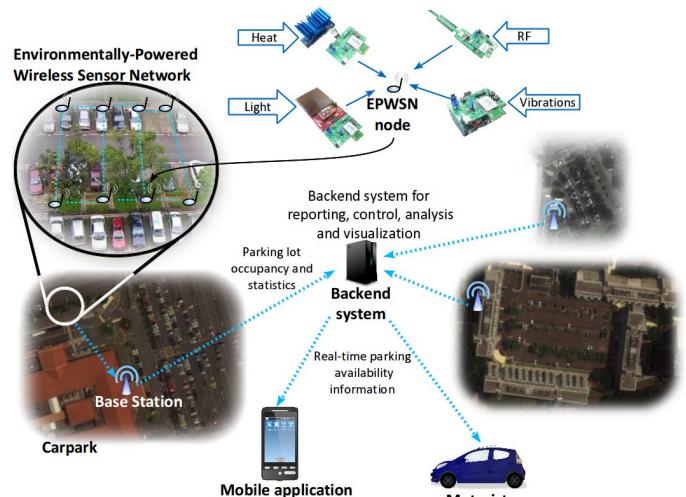 Environmentally-Powered
Wireless Sensor Network
Heat
RF
Light
Vibrations
EPWSN
node
Backend system for
reporting, control, analysis
and visualization
Parking lot
occupancy and
statistics
Backend
system
Real-time parking
availability
information
Base Station
Carpark
Mobile application